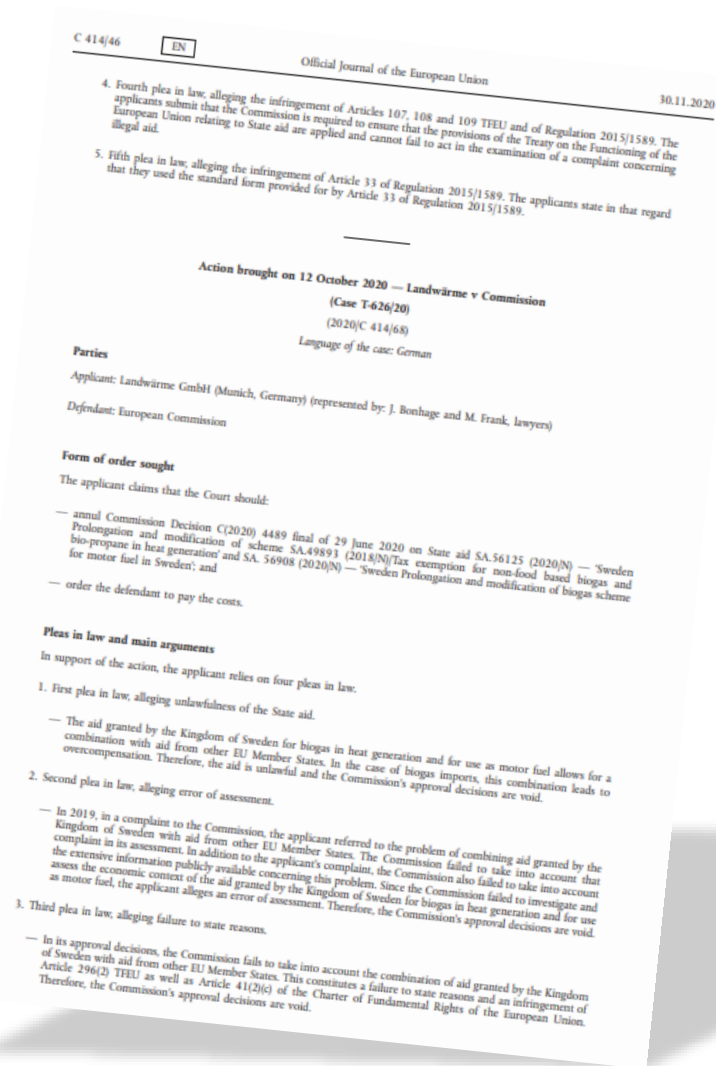 C 414/46
EN
Official Journal of the European Union
30.11.2020
4. Fourth plea in law, alleging the infringement of Articles 107, 108 and 109 TFEU and of Regulation 2015/1589. The
applicants submit that the Commission is required to ensure that the provisions of the Treaty on the Functioning of the
European Union relating to State aid are applied and cannot fail to act in the examination of a complaint concerning
illegal aid.
5. Fifth plea in law, alleging the infringement of Article 33 of Regulation 2015/1589. The applicants state in that regard
that they used the standard form provided for by Article 33 of Regulation 2015/1589.
Action brought on 12 October 2020 — Landwärme v Commission
(Case T-626/20)
(2020/C 414/68)
Language of the case: German
Parties
Applicant: Landwärme GmbH (Munich, Germany) (represented by: J. Bonhage and M. Frank, lawyers)
Defendant: European Commission
Form of order sought
The applicant claims that the Court should:
— annul Commission Decision C(2020) 4489 final of 29 June 2020 on State aid SA.56125 (2020/N) — ‘Sweden
Prolongation and modification of scheme SA.49893 (2018/N)/Tax exemption for non-food based biogas and
bio-propane in heat generation’ and SA. 56908 (2020/N) — ‘Sweden Prolongation and modification of biogas scheme
for motor fuel in Sweden’; and
— order the defendant to pay the costs.
Pleas in law and main arguments
In support of the action, the applicant relies on four pleas in law.
1. First plea in law, alleging unlawfulness of the State aid.
— The aid granted by the Kingdom of Sweden for biogas in heat generation and for use as motor fuel allows for a
combination with aid from other EU Member States. In the case of biogas imports, this combination leads to
overcompensation. Therefore, the aid is unlawful and the Commission’s approval decisions are void.
2. Second plea in law, alleging error of assessment.
— In 2019, in a complaint to the Commission, the applicant referred to the problem of combining aid granted by the
Kingdom of Sweden with aid from other EU Member States. The Commission failed to take into account that
complaint in its assessment. In addition to the applicant’s complaint, the Commission also failed to take into account
the extensive information publicly available concerning this problem. Since the Commission failed to investigate and
assess the economic context of the aid granted by the Kingdom of Sweden for biogas in heat generation and for use
as motor fuel, the applicant alleges an error of assessment. Therefore, the Commission’s approval decisions are void.
3. Third plea in law, alleging failure to state reasons.
— In its approval decisions, the Commission fails to take into account the combination of aid granted by the Kingdom
of Sweden with aid from other EU Member States. This constitutes a failure to state reasons and an infringement of
Article 296(2) TFEU as well as Article 41(2)(c) of the Charter of Fundamental Rights of the European Union.
Therefore, the Commission’s approval decisions are void.